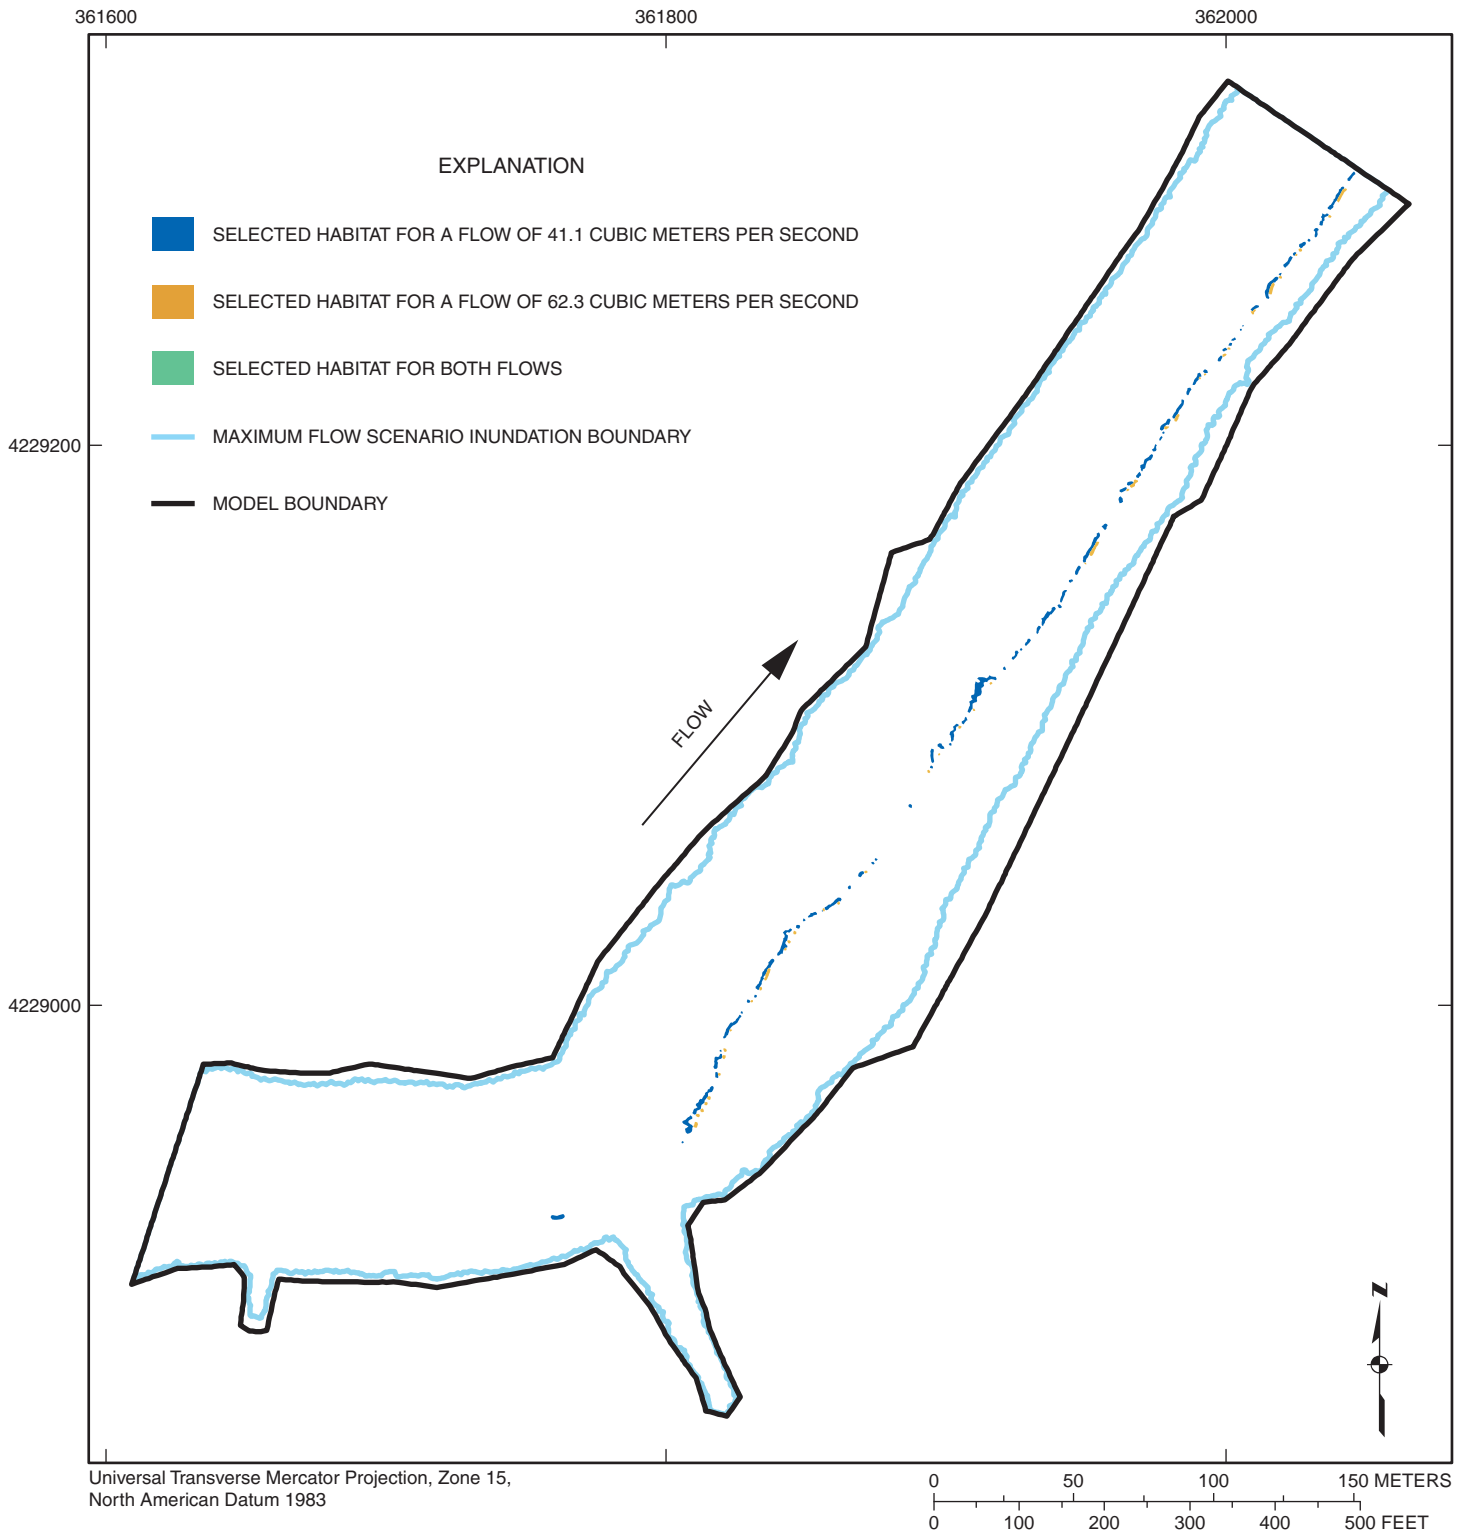 361600 361800 362000
EXPLANATION
SELECTED HABITAT FOR A FLOW OF 41.1 CUBIC METERS PER SECOND
SELECTED HABITAT FOR A FLOW OF 62.3 CUBIC METERS PER SECOND
SELECTED HABITAT FOR BOTH FLOWS
MAXIMUM FLOW SCENARIO INUNDATION BOUNDARY
4229200
MODEL BOUNDARY
FLOW
4229000
N
Universal Transverse Mercator Projection, Zone 15,
North American Datum 1983
0 50 100 150 METERS
0 100 200 300 400 500 FEET